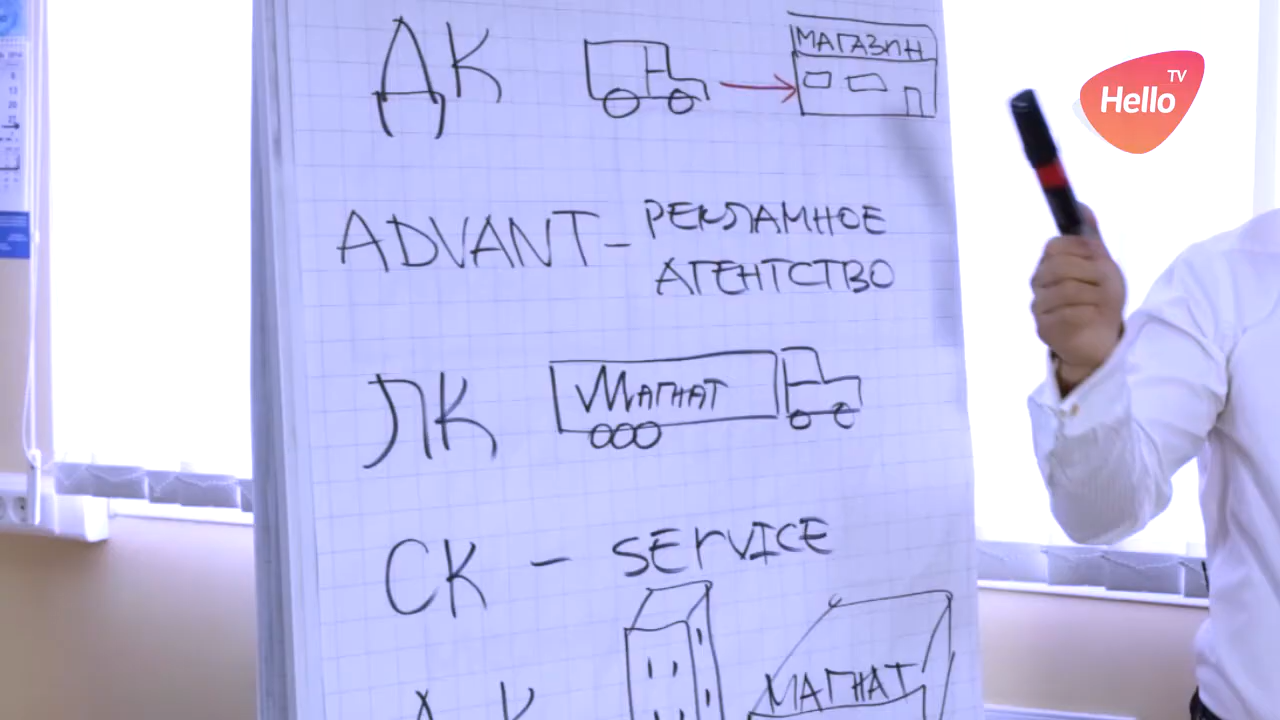 ДК
МАГАЗИН
TV
Hello
ADVANT - РЕКЛАМНОЕ
АГЕНТСТВО
ЛК
МАГНАТ
СК - SERVICE
МАГНАТ